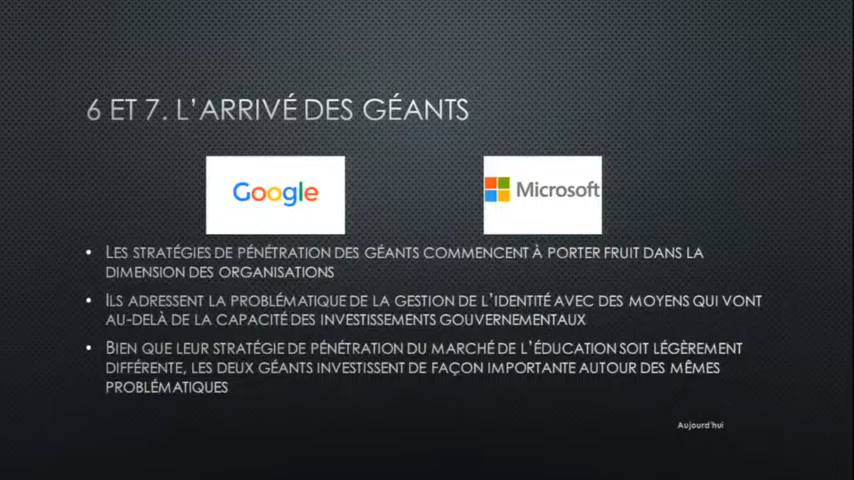 6 ET 7. L'ARRIVÉ DES GÉANTS
Google
Microsoft
• LES STRATÉGIES DE PÉNÉTRATION DES GÉANTS COMMENCENT À PORTER FRUIT DANS LA
DIMENSION DES ORGANISATIONS
• ILS ADRESSENT LA PROBLÉMATIQUE DE LA GESTION DE L'IDENTITÉ AVEC DES MOYENS QUI VONT
AU-DELÀ DE LA CAPACITÉ DES INVESTISSEMENTS GOUVERNEMENTAUX
• BIEN QUE LEUR STRATÉGIE DE PÉNÉTRATION DU MARCHÉ DE L'ÉDUCATION SOIT LÉGÈREMENT
DIFFÉRENTE, LES DEUX GÉANTS INVESTISSENT DE FAÇON IMPORTANTE AUTOUR DES MÊMES
PROBLÉMATIQUES
Aujourd'hui